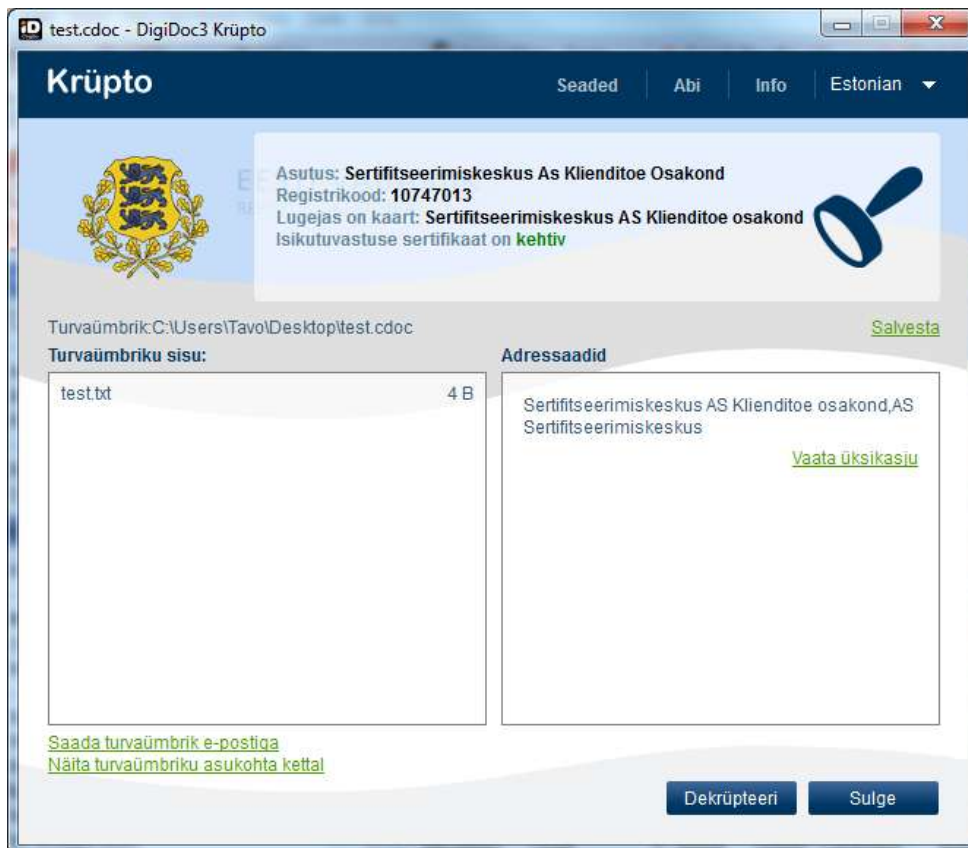 test.cdoc - DigiDoc3 Krüpto
Krüpto
Seaded Abi Info Estonian
Asutus: Sertifitseerimiskeskus As Klienditoe Osakond
Registrikood: 10747013
Lugejas on kaart: Sertifitseerimiskeskus AS Klienditoe osakond
Isikutuvastuse sertifikaat on kehtiv
Turvaümbrik:C:\Users\Tavo\Desktop\test.cdoc Salvesta
Turvaümbriku sisu: Adressaadid
test.txt 4 B
Sertifitseerimiskeskus AS Klienditoe osakond,AS
Sertifitseerimiskeskus
Vaata üksikasju
Saada turvaümbrik e-postiga
Näita turvaümbriku asukohta kettal
Dekrüpteeri Sulge